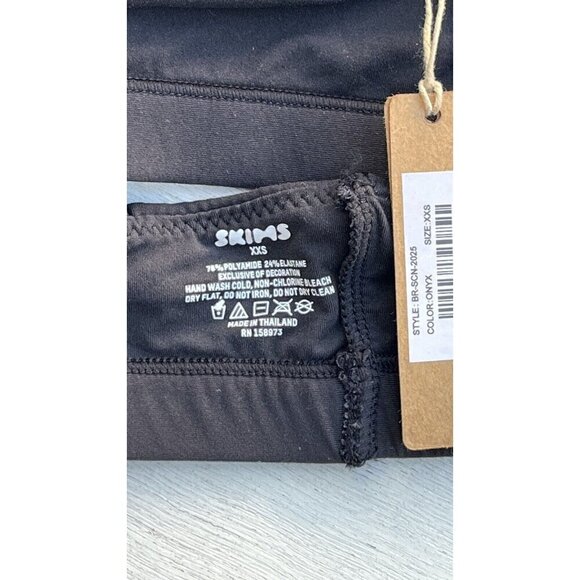 SKIMS
XXS
76% POLYAMIDE 24% ELASTANE
EXCLUSIVE OF DECORATION
HAND WASH COLD, NON-CHLORINE BLEACH
DRY FLAT, DO NOT IRON, DO NOT DRY CLEAN
MADE IN THAILAND
RN 158973
STYLE: BR-SCN-2025
COLOR:ONYX SIZE:XXS